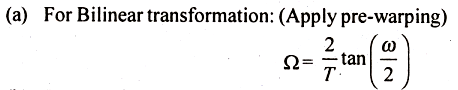 (a) For Bilinear transformation: (Apply pre-warping)
Ω = 2/T tan(ω/2)